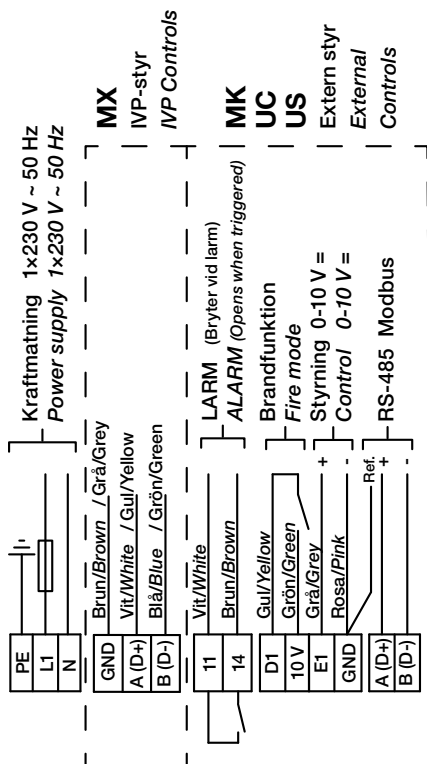 PE
L1
N
Kraftmatning 1×230 V ~ 50 Hz
Power supply 1×230 V ~ 50 Hz
GND
A (D+)
B (D-)
Brun/Brown / Grå/Grey
Vit/White / Gul/Yellow
Blå/Blue / Grön/Green
MX
IVP-styr
IVP Controls
11
14
Vit/White
Brun/Brown
LARM (Bryter vid larm)
ALARM (Opens when triggered)
D1
10 V
E1
GND
Gul/Yellow
Grön/Green
Grå/Grey
Rosa/Pink
Brandfunktion
Fire mode
+
-
Styrning 0-10 V =
Control 0-10 V =
A (D+)
B (D-)
Ref.
+
-
RS-485 Modbus
MK
UC
US
Extern styr
External
Controls